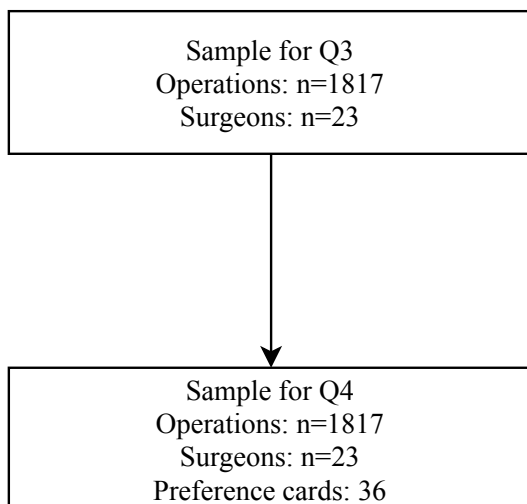 Sample for Q3
Operations: n=1817
Surgeons: n=23
Sample for Q4
Operations: n=1817
Surgeons: n=23
Preference cards: 36